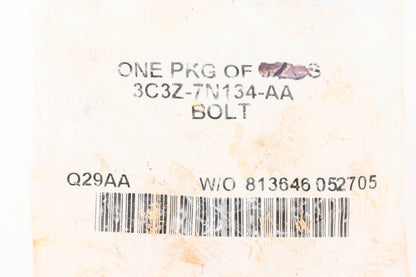 ONE PKG OF
3C3Z-7N134-AA
BOLT
Q29AA W/O 813646 052705